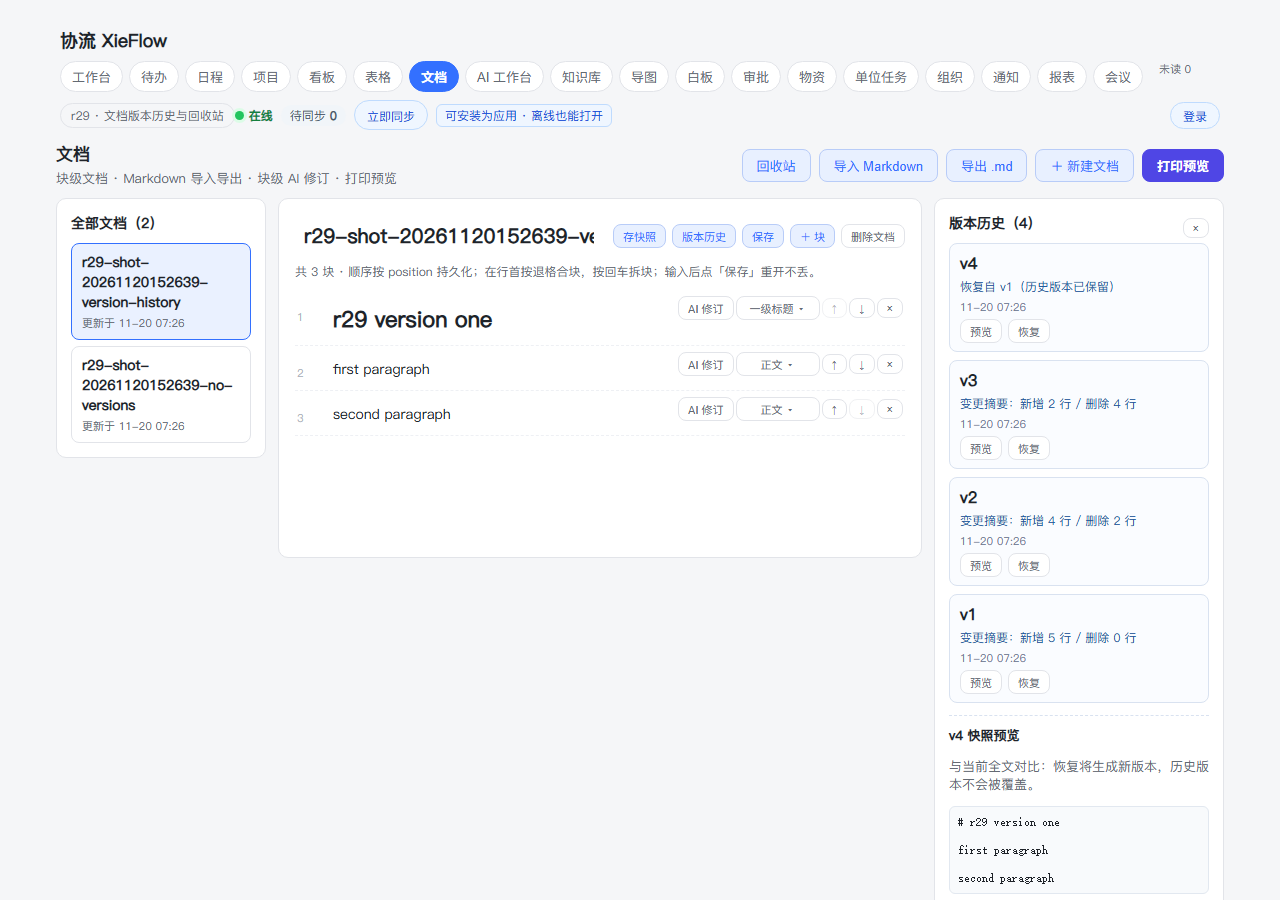 协流 XieFlow
工作台 待办 日程 项目 看板 表格 文档 AI 工作台 知识库 导图 白板 审批 物资 单位任务 组织 通知 报表 会议 未读 0
r29 · 文档版本历史与回收站 在线 待同步 0 立即同步 可安装为应用 · 离线也能打开 登录
文档
块级文档 · Markdown 导入导出 · 块级 AI 修订 · 打印预览
回收站 导入 Markdown 导出 .md ＋ 新建文档 打印预览
全部文档（2）
r29-shot-
20261120152639-
version-history
更新于 11-20 07:26
r29-shot-
20261120152639-no-
versions
更新于 11-20 07:26
r29-shot-20261120152639-ve 存快照 版本历史 保存 ＋ 块 删除文档
共 3 块 · 顺序按 position 持久化；在行首按退格合块，按回车拆块；输入后点「保存」重开不丢。
1 r29 version one AI 修订 一级标题 ↑ ↓ ×
2 first paragraph AI 修订 正文 ↑ ↓ ×
3 second paragraph AI 修订 正文 ↑ ↓ ×
版本历史（4） ×
v4
恢复自 v1（历史版本已保留）
11-20 07:26
预览 恢复
v3
变更摘要：新增 2 行 / 删除 4 行
11-20 07:26
预览 恢复
v2
变更摘要：新增 4 行 / 删除 2 行
11-20 07:26
预览 恢复
v1
变更摘要：新增 5 行 / 删除 0 行
11-20 07:26
预览 恢复
v4 快照预览
与当前全文对比：恢复将生成新版本，历史版
本不会被覆盖。
# r29 version one
first paragraph
second paragraph